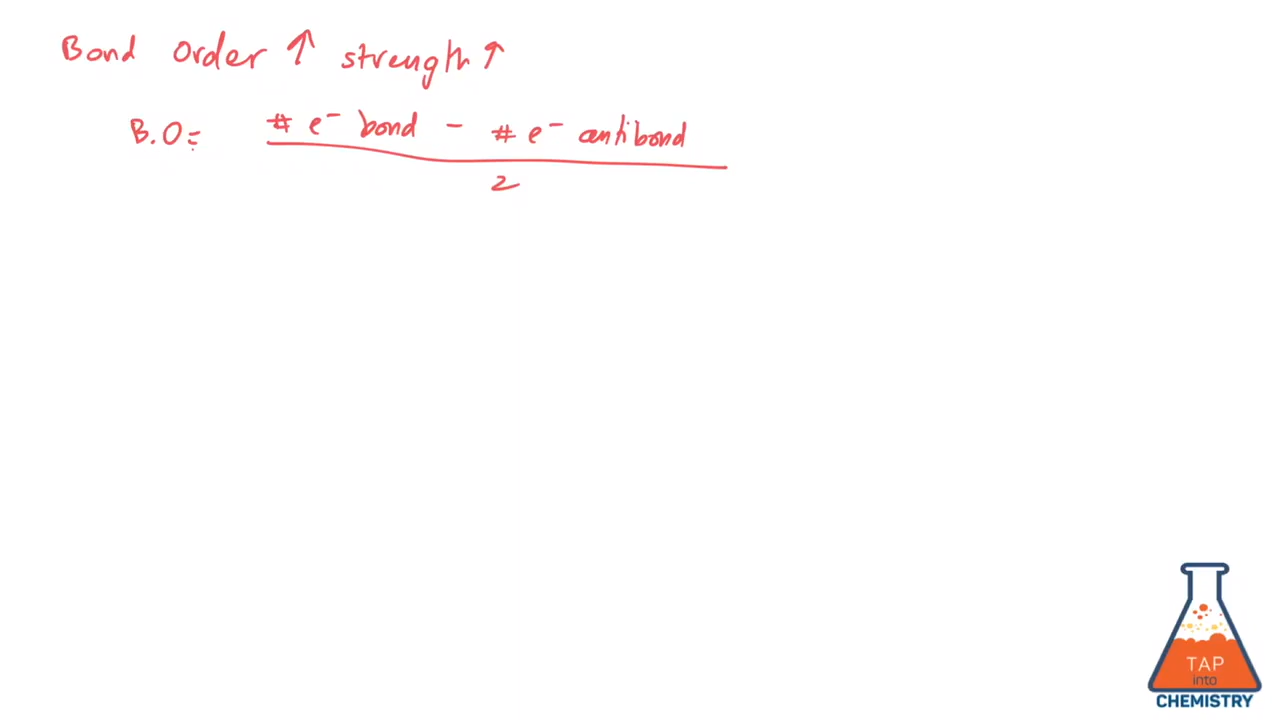 Bond Order ↑ strength ↑
B.O = # e⁻ bond - # e⁻ antibond
2
TAP
into
CHEMISTRY